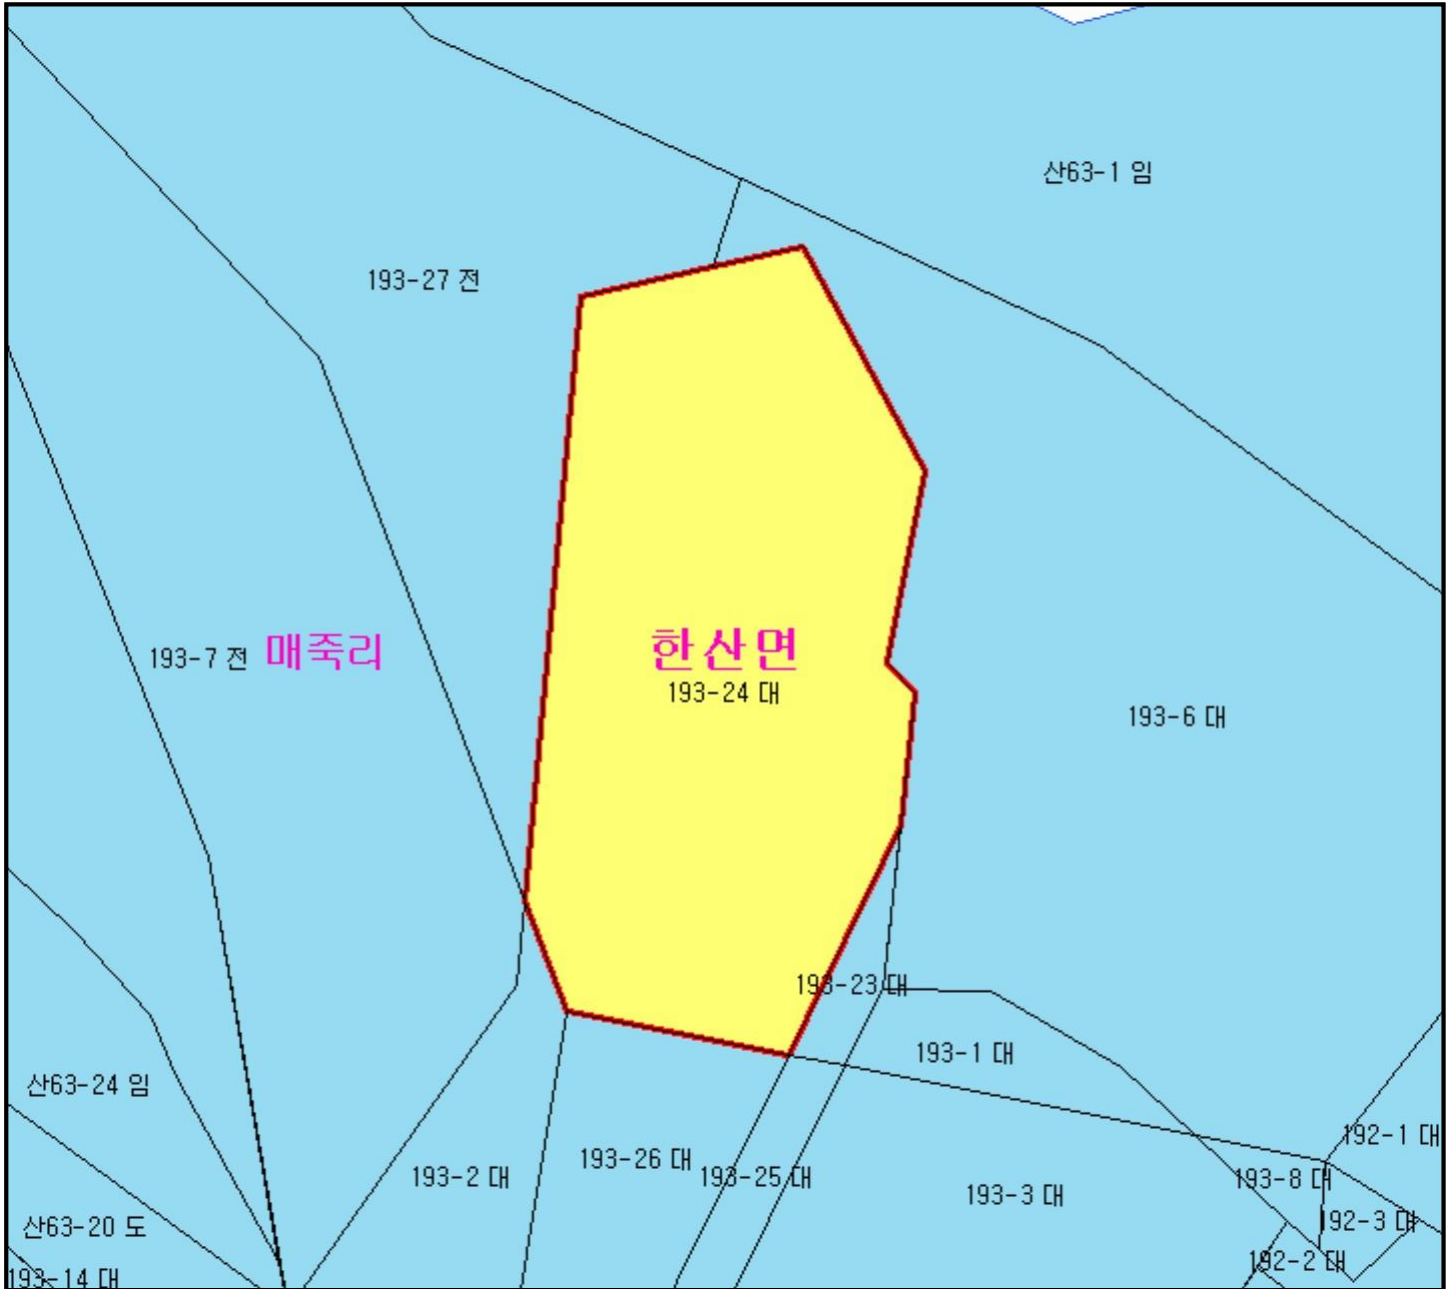 산63-1 임
193-27 전
한산면
193-7 전 매죽리
193-24 대
193-6 대
193-23 대
193-1 대
산63-24 임
192-1 대
193-26 대
193-2 대
193-25 대
193-8 대
193-3 대
192-3 대
산63-20 도
192-2 대
193-14 대